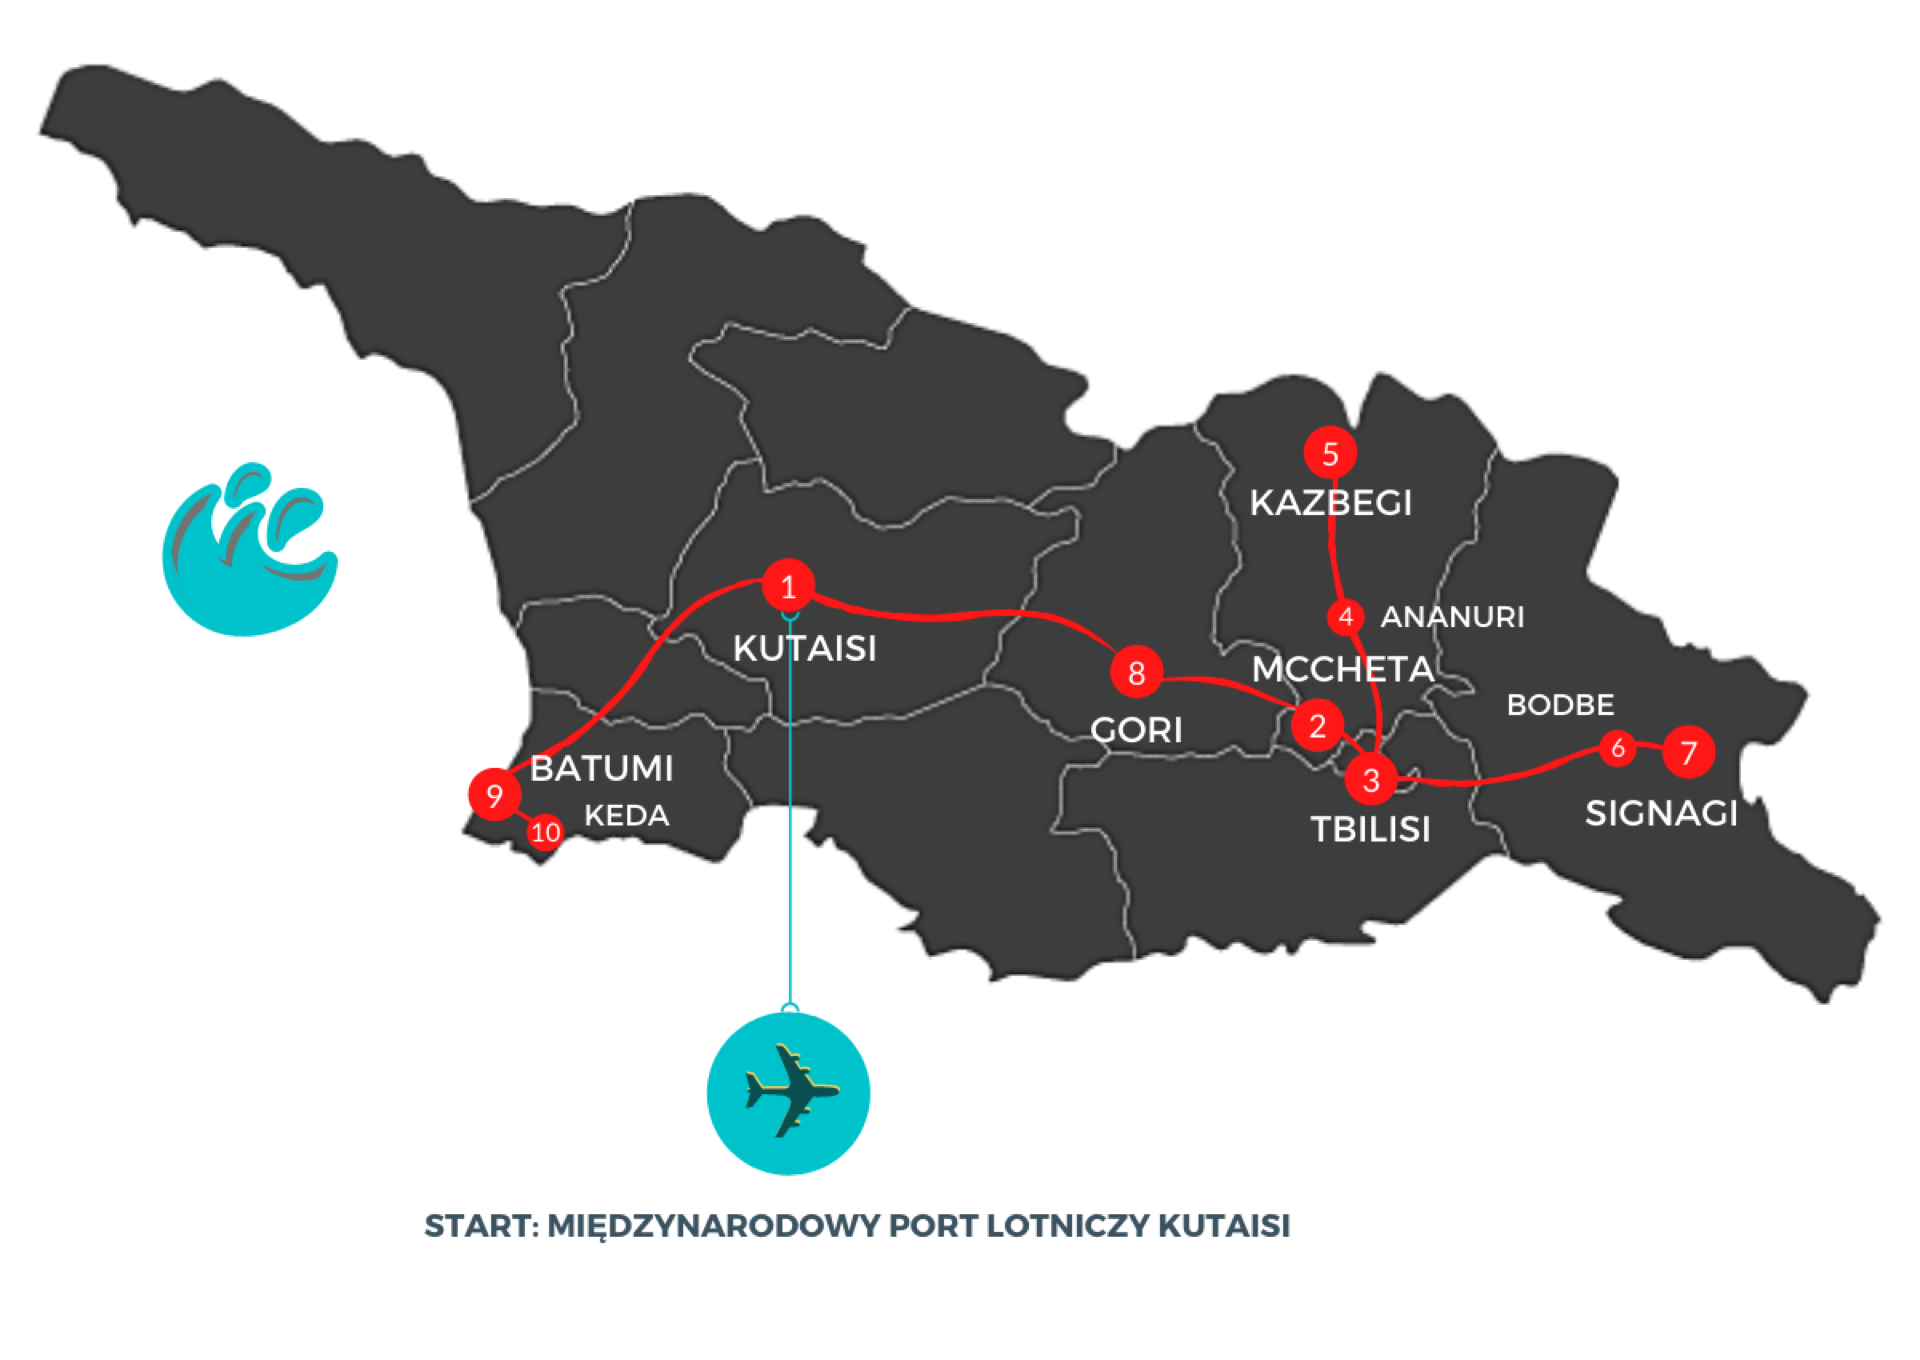 5
KAZBEGI
1
KUTAISI
4
ANANURI
8
GORI
MCCHETA
2
BODBE
6
7
SIGNAGI
3
TBILISI
BATUMI
9
KEDA
10
START: MIĘDZYNARODOWY PORT LOTNICZY KUTAISI